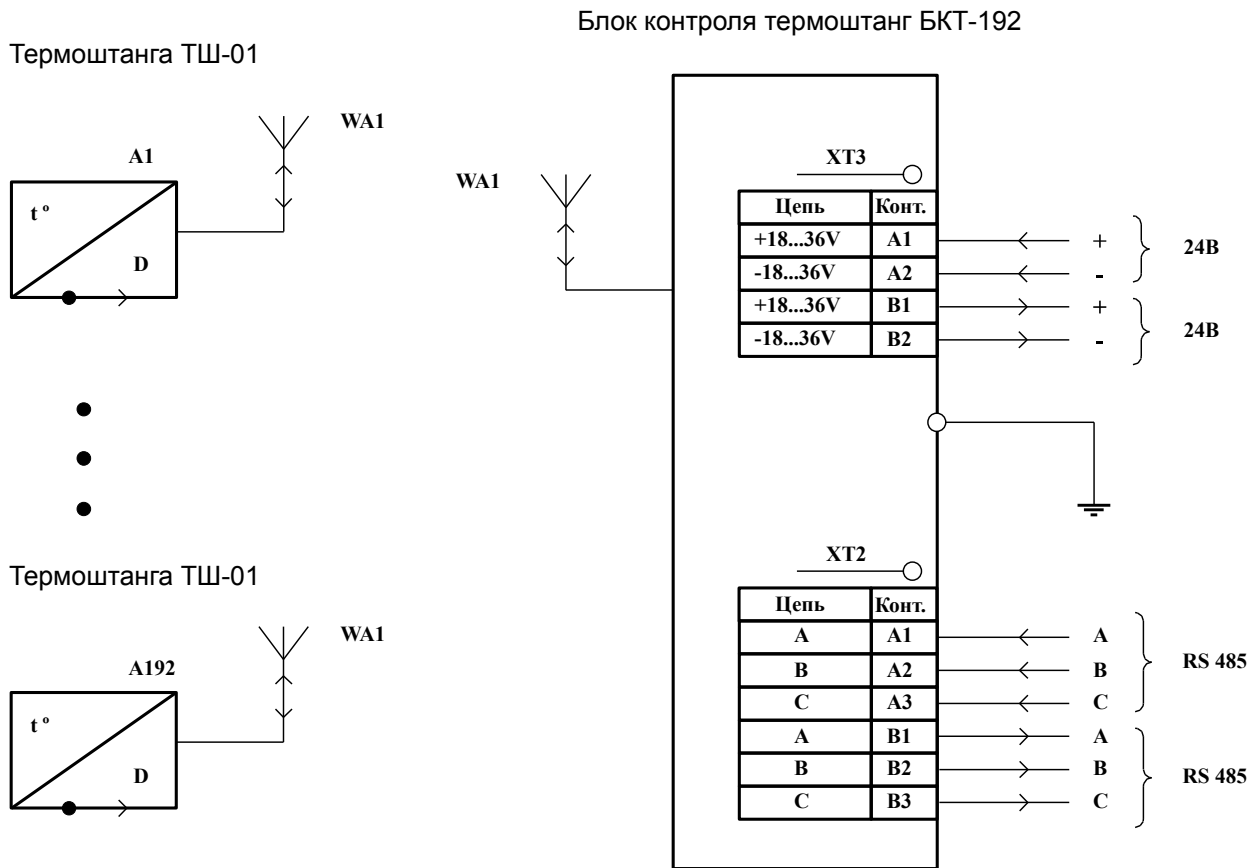 Блок контроля термоштанг БКТ-192
Термоштанга ТШ-01
WA1
A1
t º
D
WA1
XT3
Цепь Конт.
+18...36V A1 + 24В
-18...36V A2 -
+18...36V B1 + 24В
-18...36V B2 -
Термоштанга ТШ-01
WA1
A192
t º
D
XT2
Цепь Конт.
A A1 A
B A2 B RS 485
C A3 C
A B1 A
B B2 B RS 485
C B3 C